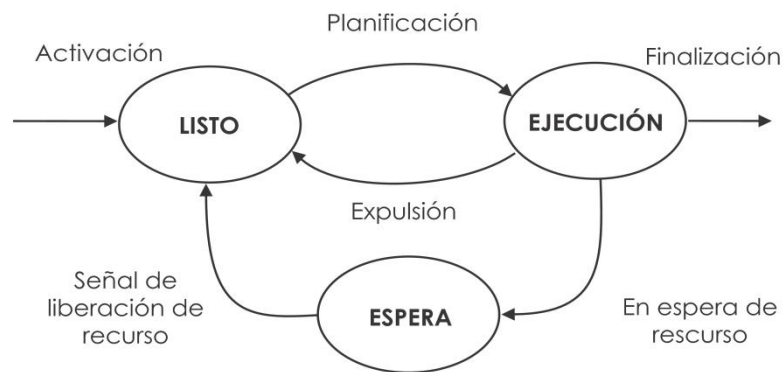 Planificación
Activación
Finalización
LISTO
EJECUCIÓN
Expulsión
Señal de
liberación de
recurso
ESPERA
En espera de
rescurso